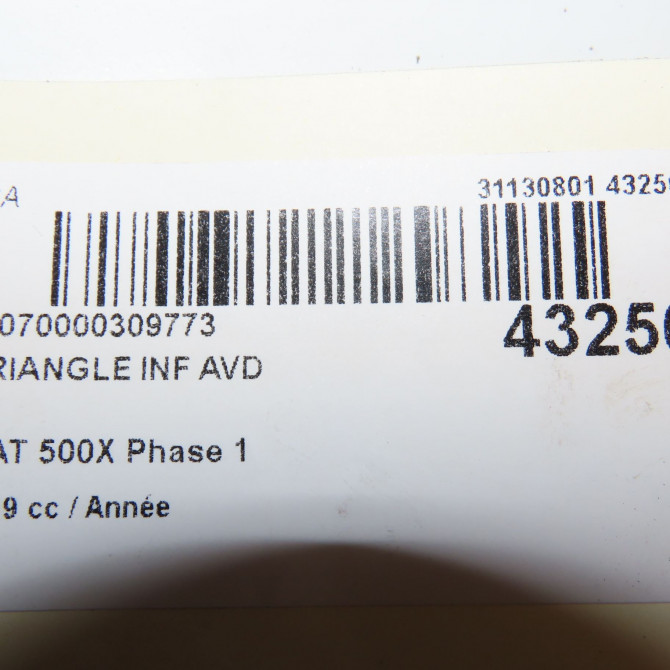 A 31130801 4325
070000309773 4325
RIANGLE INF AVD
AT 500X Phase 1
9 cc / Année